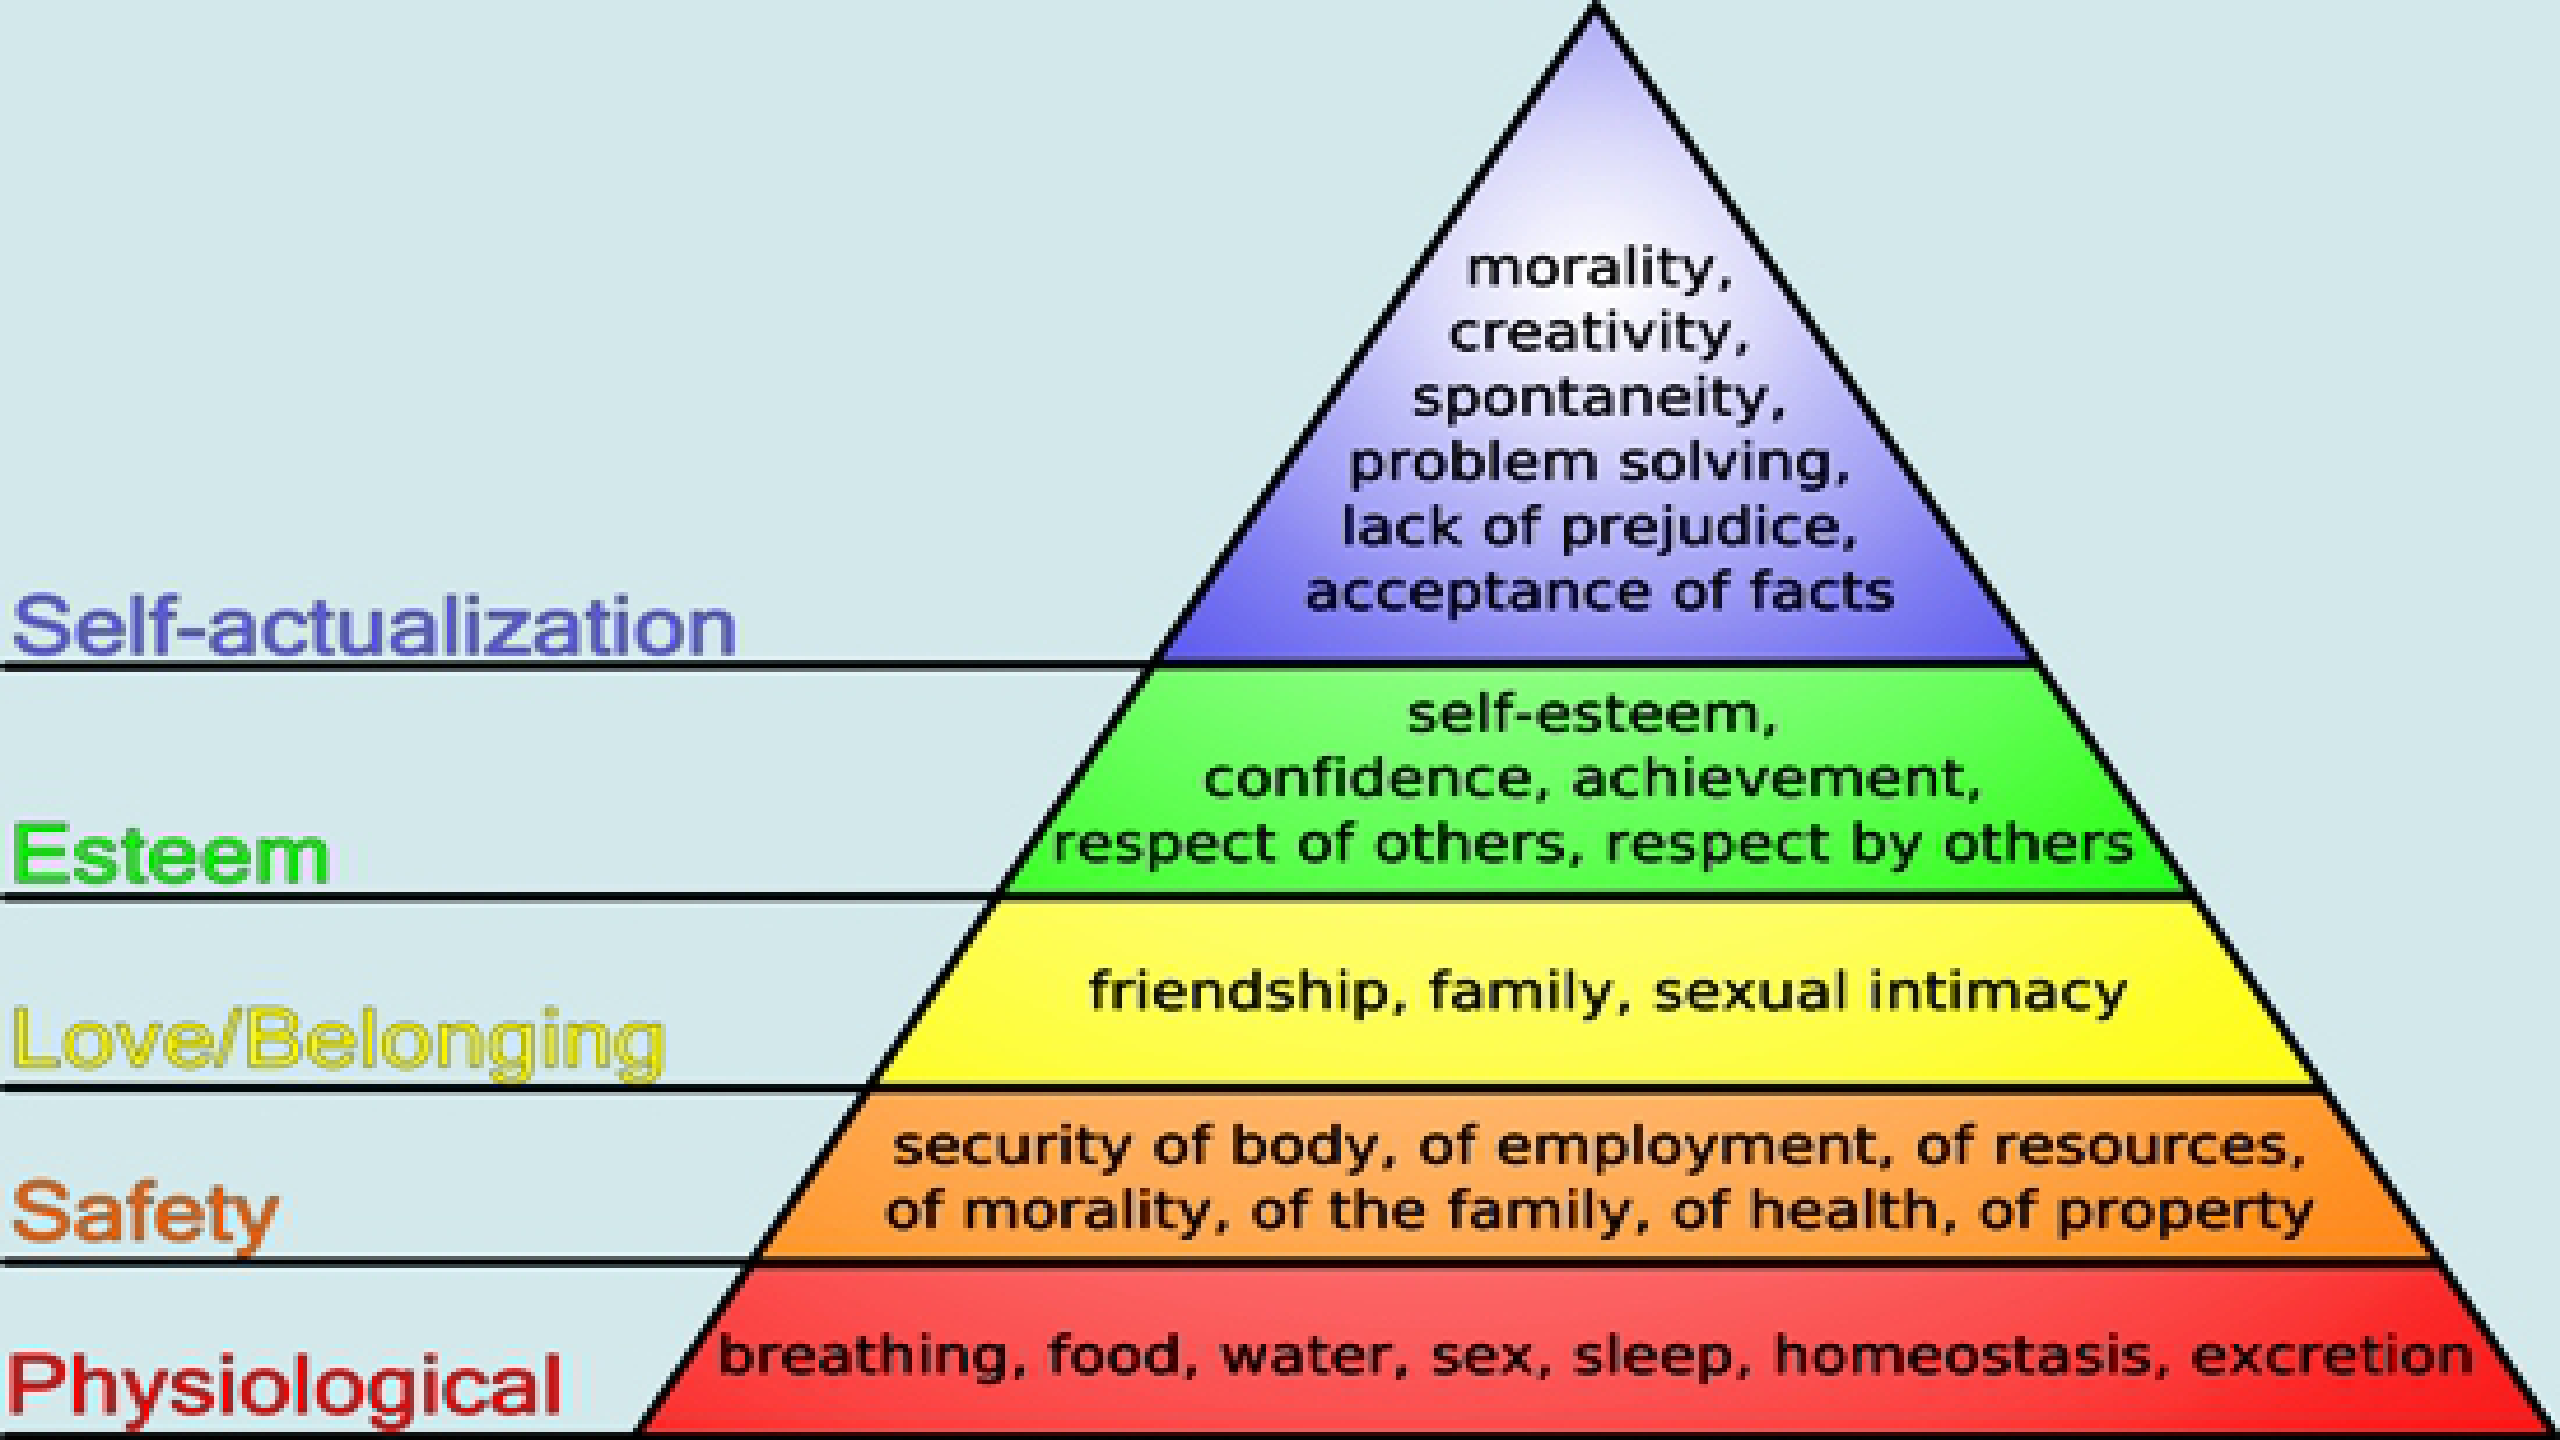 morality,
creativity,
spontaneity,
problem solving,
lack of prejudice,
acceptance of facts
Self-actualization
self-esteem,
confidence, achievement,
respect of others, respect by others
Esteem
friendship, family, sexual intimacy
Love/Belonging
security of body, of employment, of resources,
of morality, of the family, of health, of property
Safety
breathing, food, water, sex, sleep, homeostasis, excretion
Physiological